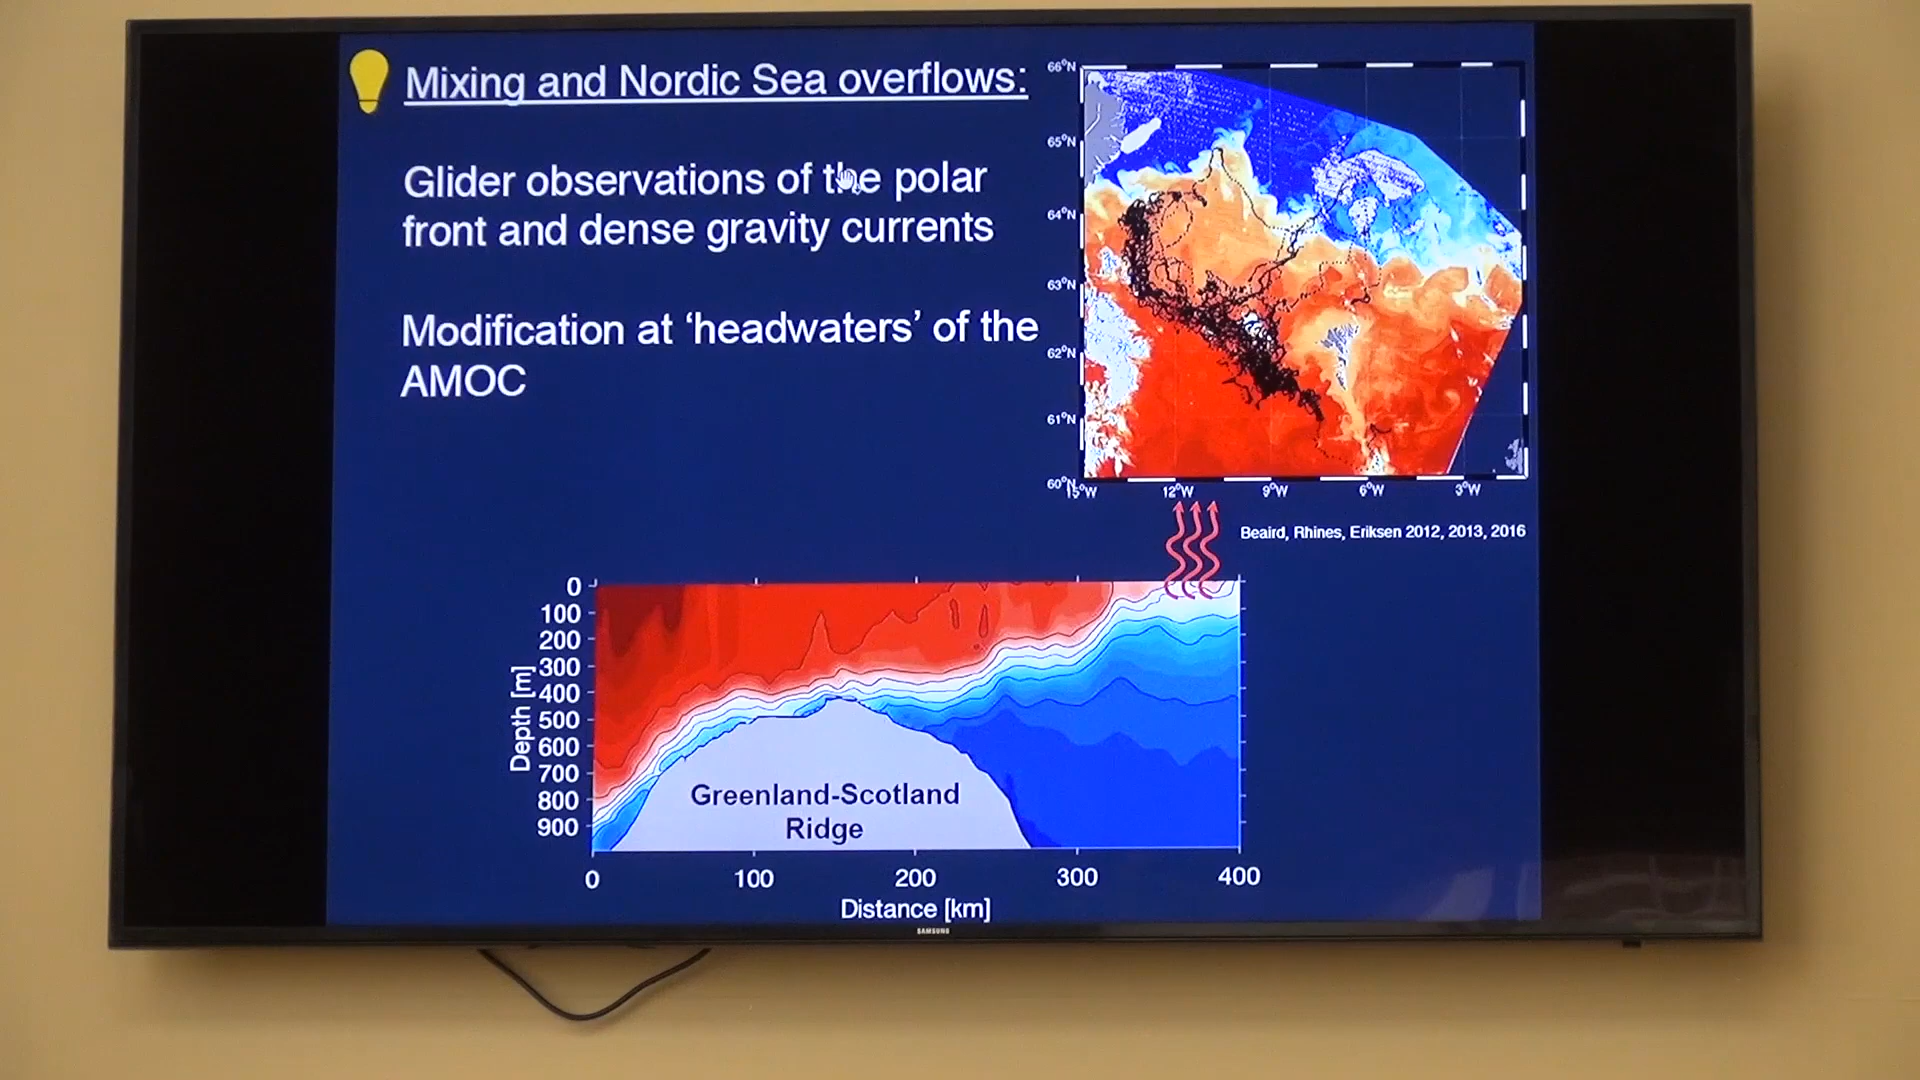 Mixing and Nordic Sea overflows:
Glider observations of the polar
front and dense gravity currents
Modification at ‘headwaters’ of the
AMOC
66°N
65°N
64°N
63°N
62°N
61°N
60°N
15°W 12°W 9°W 6°W 3°W
Beaird, Rhines, Eriksen 2012, 2013, 2016
0
100
200
300
400
500
600
700
800
900
Depth [m]
Greenland-Scotland
Ridge
0 100 200 300 400
Distance [km]
SAMSUNG